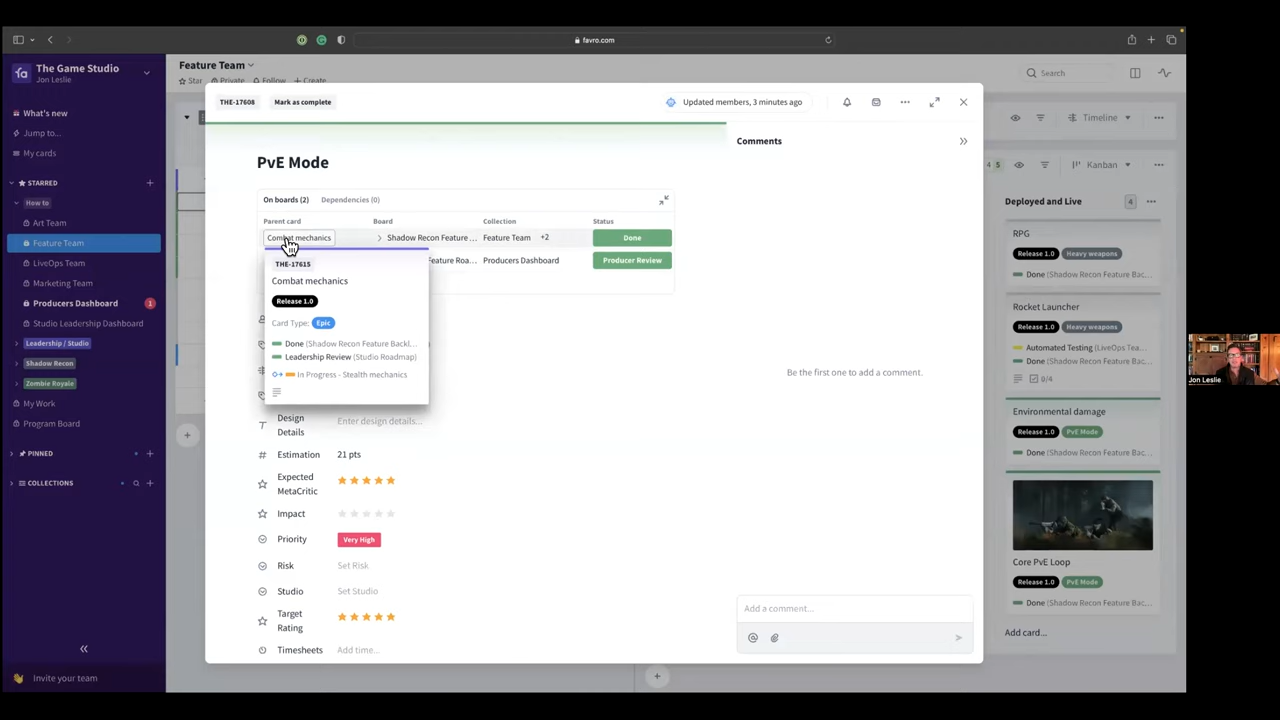 favro.com
The Game Studio
Jon Leslie
What's new
Jump to...
My cards
STARRED
How to
Art Team
Feature Team
LiveOps Team
Marketing Team
Producers Dashboard
1
Studio Leadership Dashboard
Leadership / Studio
Shadow Recon
Zombie Royale
My Work
Program Board
PINNED
COLLECTIONS
Invite your team
Feature Team
Star
Private
Follow
Create
Search
THE-17608
Mark as complete
Updated members, 3 minutes ago
PvE Mode
On boards (2)
Dependencies (0)
Parent card
Board
Collection
Status
Combat mechanics
Shadow Recon Feature ...
Feature Team
+2
Done
Feature Roa...
Producers Dashboard
Producer Review
THE-17615
Combat mechanics
Release 1.0
Card Type:
Epic
Done (Shadow Recon Feature Backl...
Leadership Review (Studio Roadmap)
In Progress - Stealth mechanics
Design
Details
Enter design details...
Estimation
21 pts
Expected
MetaCritic
Impact
Priority
Very High
Risk
Set Risk
Studio
Set Studio
Target
Rating
Timesheets
Add time...
Comments
Be the first to add a comment.
Add a comment...
Timeline
4 5
Kanban
Deployed and Live
4
RPG
Release 1.0
Heavy weapons
Done (Shadow Recon Feature Bac...
Rocket Launcher
Release 1.0
Heavy weapons
Automated Testing (LiveOps Tea...
Done (Shadow Recon Feature Bac...
0/4
Environmental damage
Release 1.0
PvE Mode
Done (Shadow Recon Feature Bac...
Core PvE Loop
Release 1.0
PvE Mode
Done (Shadow Recon Feature Bac...
Add card...
Jon Leslie